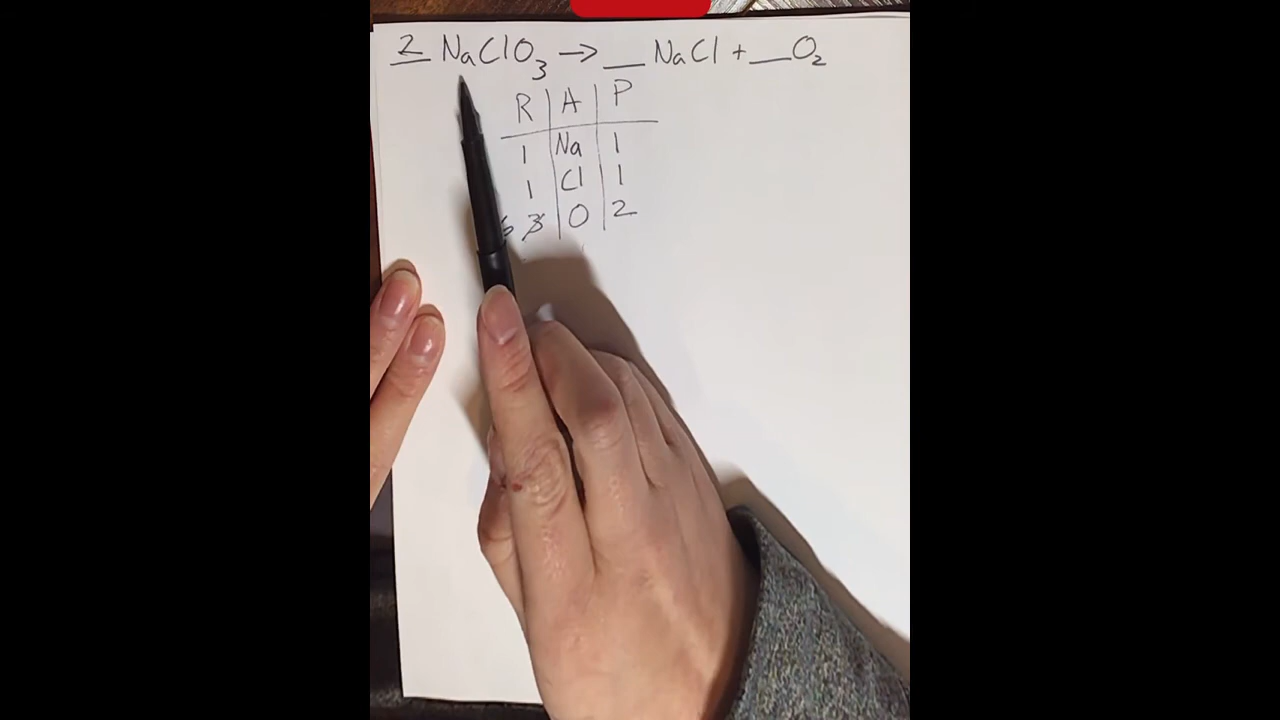 2 NaClO₃ → __ NaCl + __ O₂
R | A | P
1 | Na | 1
1 | Cl | 1
6 3 | O | 2